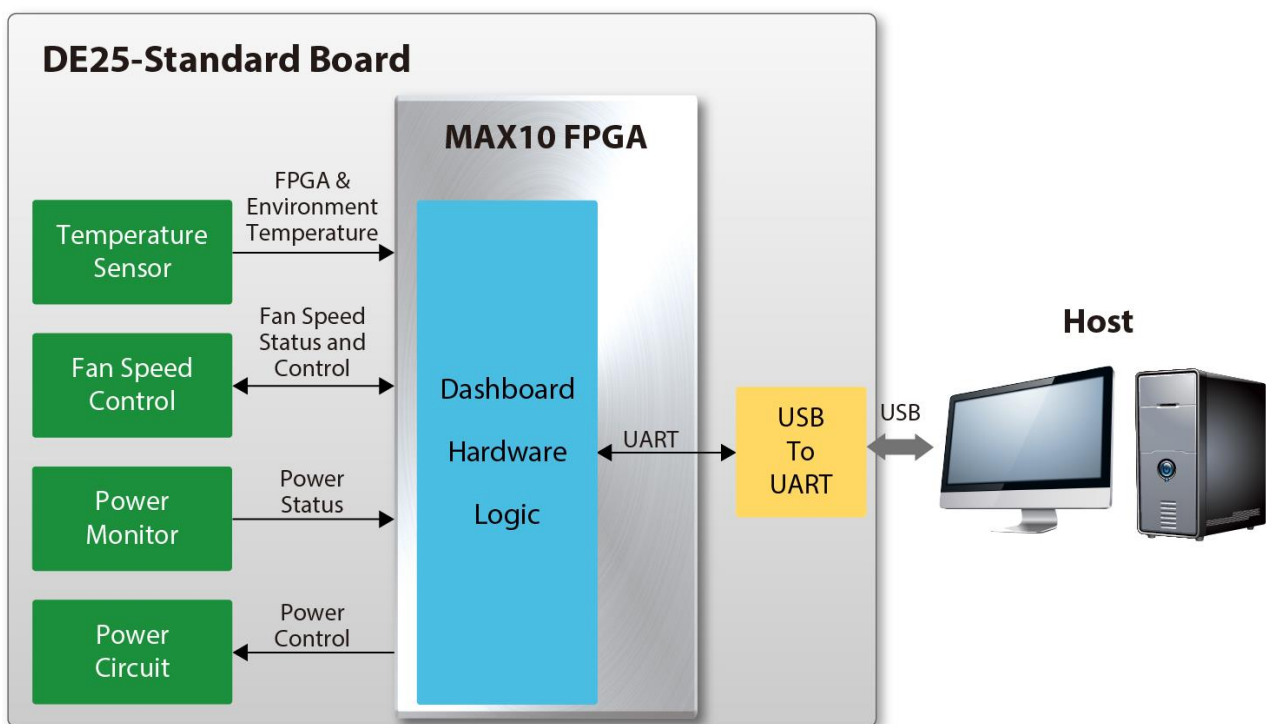 DE25-Standard Board
MAX10 FPGA
FPGA &
Environment
Temperature
Temperature
Sensor
Fan Speed
Status and
Control
Fan Speed
Control
Power
Status
Power
Monitor
Power
Control
Power
Circuit
Dashboard
Hardware
Logic
UART
USB
To
UART
USB
Host